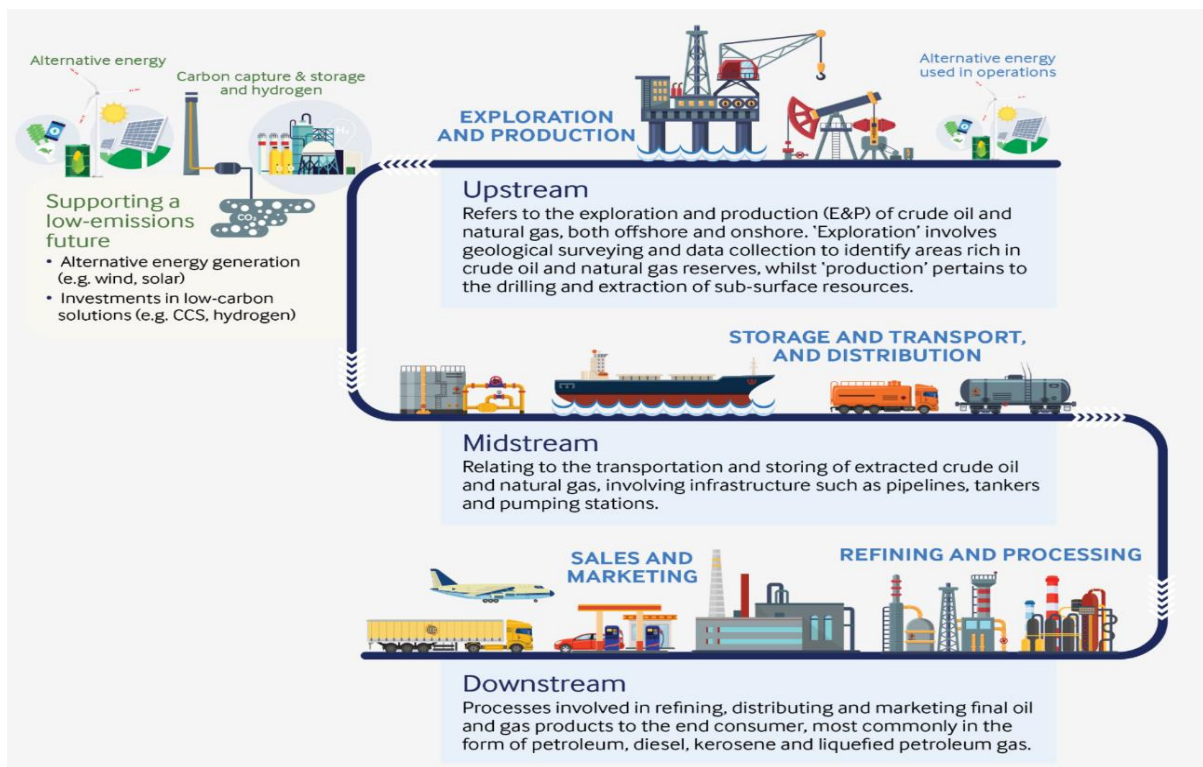 Alternative energy
Carbon capture & storage
and hydrogen
H₂
CO₂
Supporting a
low-emissions
future
• Alternative energy generation
(e.g. wind, solar)
• Investments in low-carbon
solutions (e.g. CCS, hydrogen)
EXPLORATION
AND PRODUCTION
Alternative energy
used in operations
Upstream
Refers to the exploration and production (E&P) of crude oil and
natural gas, both offshore and onshore. ‘Exploration’ involves
geological surveying and data collection to identify areas rich in
crude oil and natural gas reserves, whilst ‘production’ pertains to
the drilling and extraction of sub-surface resources.
STORAGE AND TRANSPORT,
AND DISTRIBUTION
Midstream
Relating to the transportation and storing of extracted crude oil
and natural gas, involving infrastructure such as pipelines, tankers
and pumping stations.
SALES AND
MARKETING
REFINING AND PROCESSING
Downstream
Processes involved in refining, distributing and marketing final oil
and gas products to the end consumer, most commonly in the
form of petroleum, diesel, kerosene and liquefied petroleum gas.